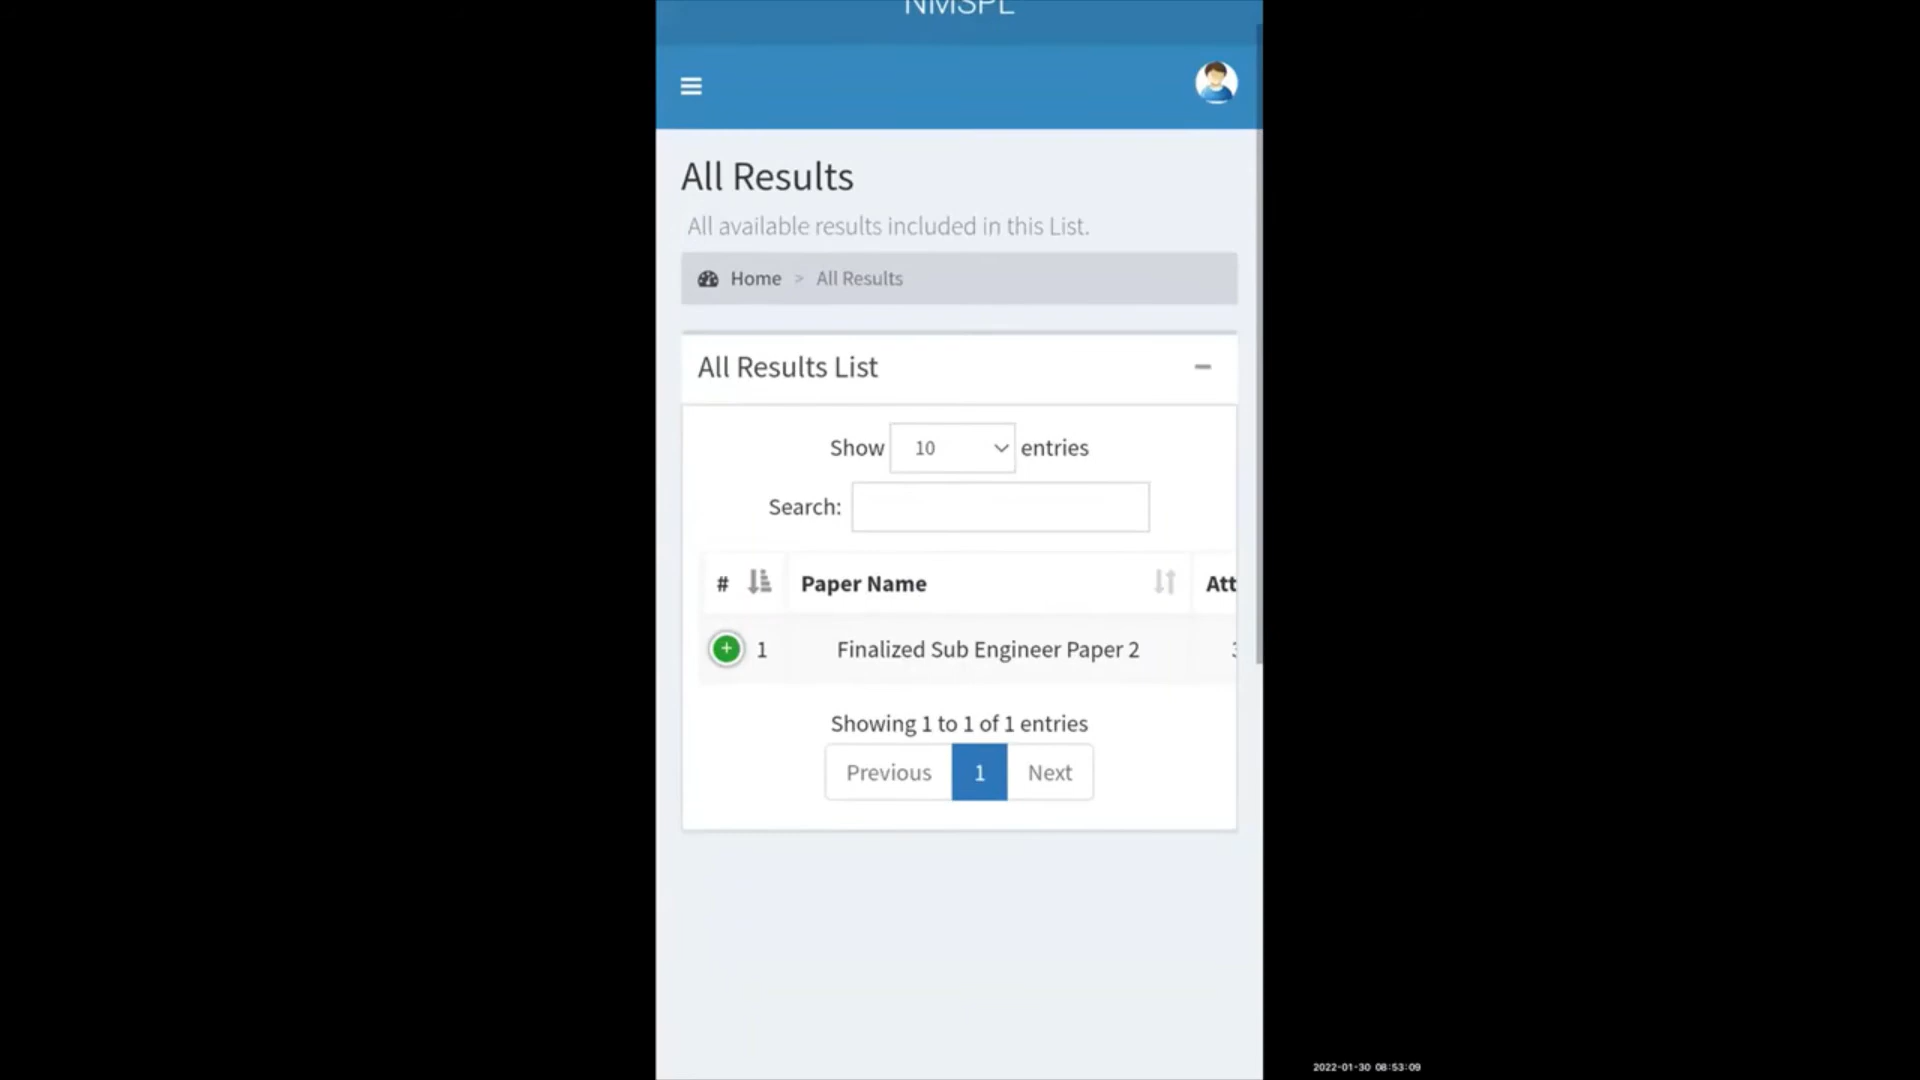 NMSPL
All Results
All available results included in this List.
Home > All Results
All Results List
Show 10 entries
Search:
# Paper Name Att
1 Finalized Sub Engineer Paper 2
Showing 1 to 1 of 1 entries
Previous 1 Next
2022-01-30 08:53:09